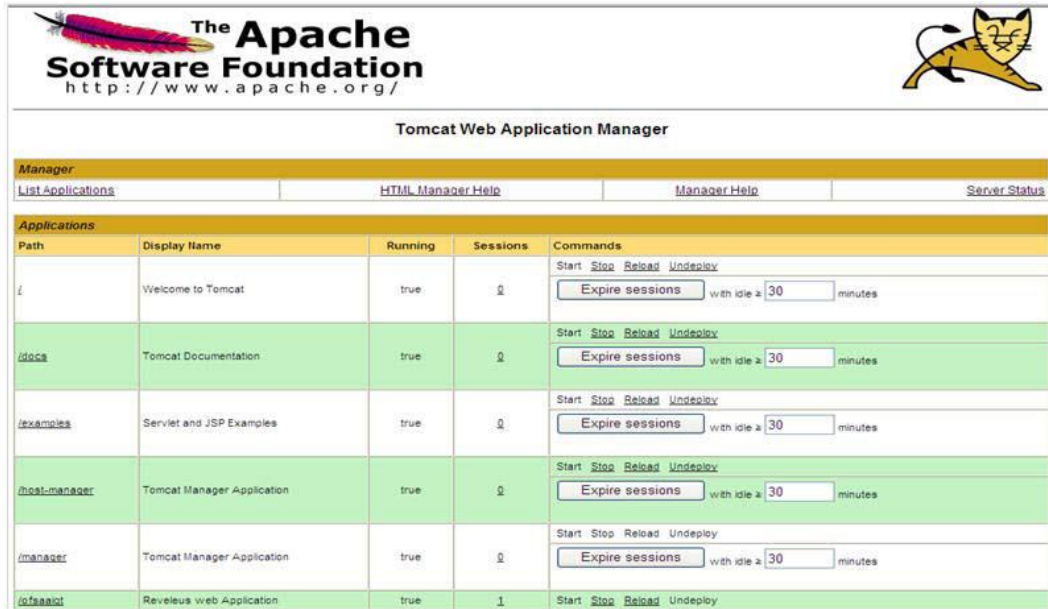 The Apache
Software Foundation
http://www.apache.org/
Tomcat Web Application Manager
Manager
List Applications HTML Manager Help Manager Help Server Status
Applications
Path Display Name Running Sessions Commands
Start Stop Reload Undeploy
/ Welcome to Tomcat true 0 Expire sessions with idle ≥ 30 minutes
Start Stop Reload Undeploy
/docs Tomcat Documentation true 0 Expire sessions with idle ≥ 30 minutes
Start Stop Reload Undeploy
/examples Servlet and JSP Examples true 0 Expire sessions with idle ≥ 30 minutes
Start Stop Reload Undeploy
/host-manager Tomcat Manager Application true 0 Expire sessions with idle ≥ 30 minutes
Start Stop Reload Undeploy
/manager Tomcat Manager Application true 0 Expire sessions with idle ≥ 30 minutes
Reveleus web Application true 1 Start Stop Reload Undeploy